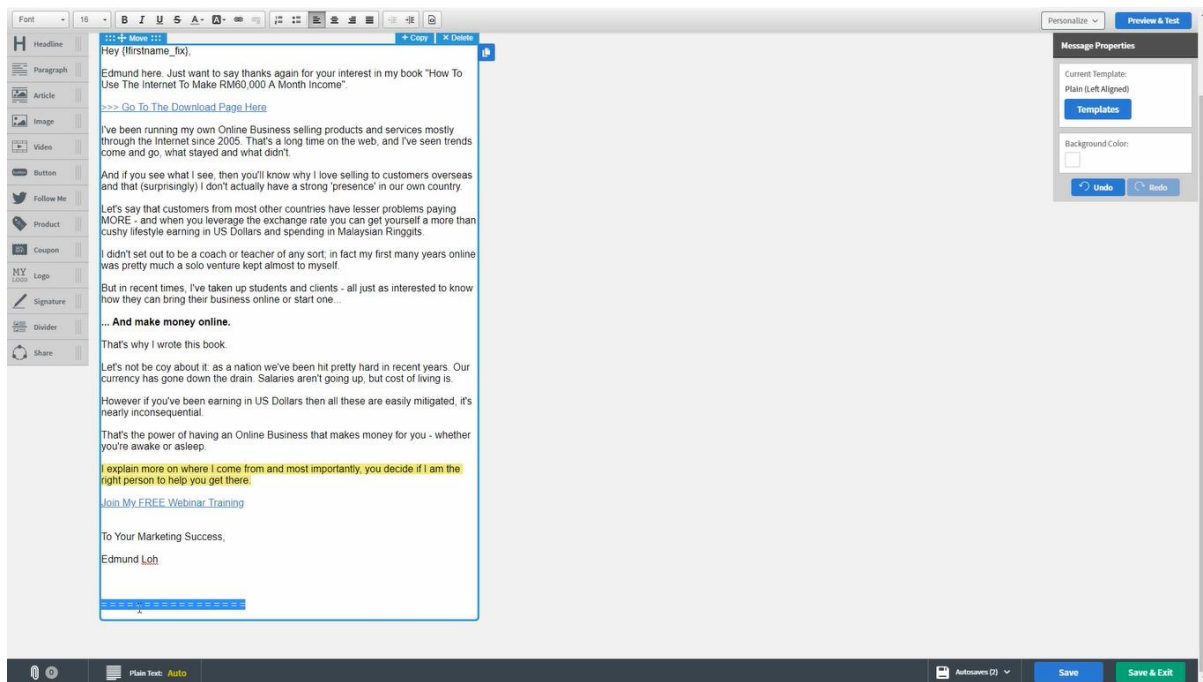 Font 16 B I U S A A
Personalize Preview & Test
Move + Copy X Delete
Headline
Paragraph
Article
Image
Video
Button
Follow Me
Product
Coupon
MY LOGO Logo
Signature
Divider
Share
Hey {!firstname_fix},
Edmund here. Just want to say thanks again for your interest in my book "How To
Use The Internet To Make RM60,000 A Month Income".
>>> Go To The Download Page Here
I've been running my own Online Business selling products and services mostly
through the Internet since 2005. That's a long time on the web, and I've seen trends
come and go, what stayed and what didn't.
And if you see what I see, then you'll know why I love selling to customers overseas
and that (surprisingly) I don't actually have a strong 'presence' in our own country.
Let's say that customers from most other countries have lesser problems paying
MORE - and when you leverage the exchange rate you can get yourself a more than
cushy lifestyle earning in US Dollars and spending in Malaysian Ringgits.
I didn't set out to be a coach or teacher of any sort; in fact my first many years online
was pretty much a solo venture kept almost to myself.
But in recent times, I've taken up students and clients - all just as interested to know
how they can bring their business online or start one...
... And make money online.
That's why I wrote this book.
Let's not be coy about it: as a nation we've been hit pretty hard in recent years. Our
currency has gone down the drain. Salaries aren't going up, but cost of living is.
However if you've been earning in US Dollars then all these are easily mitigated, it's
nearly inconsequential.
That's the power of having an Online Business that makes money for you - whether
you're awake or asleep.
I explain more on where I come from and most importantly, you decide if I am the
right person to help you get there.
Join My FREE Webinar Training
To Your Marketing Success,
Edmund Loh
= = = = = = = = = = = = = = = =
Message Properties
Current Template:
Plain (Left Aligned)
Templates
Background Color:
Undo Redo
0 Plain Text: Auto
Autosaves (2) Save Save & Exit